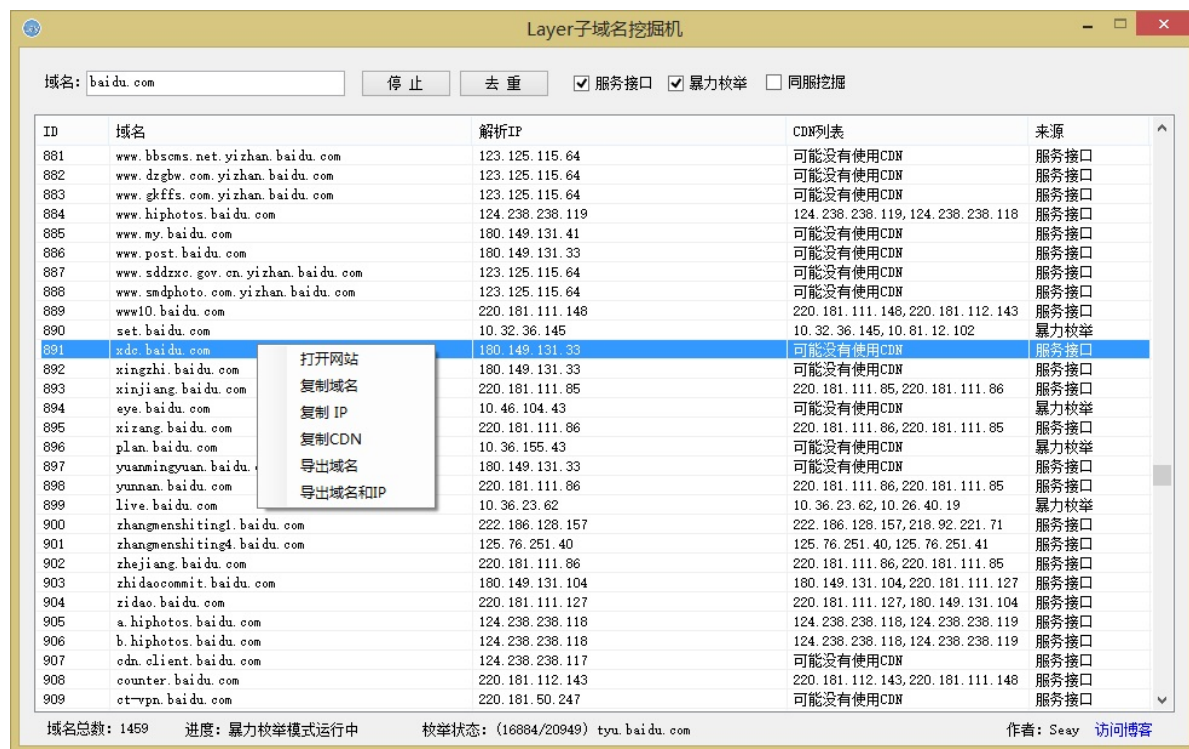 Layer子域名挖掘机
域名: baidu.com 停止 去重 服务接口 暴力枚举 同服挖掘
ID 域名 解析IP CDN列表 来源
881 www.bbscms.net.yizhan.baidu.com 123.125.115.64 可能没有使用CDN 服务接口
882 www.dzgbw.com.yizhan.baidu.com 123.125.115.64 可能没有使用CDN 服务接口
883 www.gkffs.com.yizhan.baidu.com 123.125.115.64 可能没有使用CDN 服务接口
884 www.hiphotos.baidu.com 124.238.238.119 124.238.238.119,124.238.238.118 服务接口
885 www.my.baidu.com 180.149.131.41 可能没有使用CDN 服务接口
886 www.post.baidu.com 180.149.131.33 可能没有使用CDN 服务接口
887 www.sddzxc.gov.cn.yizhan.baidu.com 123.125.115.64 可能没有使用CDN 服务接口
888 www.smdphoto.com.yizhan.baidu.com 123.125.115.64 可能没有使用CDN 服务接口
889 www10.baidu.com 220.181.111.148 220.181.111.148,220.181.112.143 服务接口
890 set.baidu.com 10.32.36.145 10.32.36.145,10.81.12.102 暴力枚举
891 xdc.baidu.com 180.149.131.33 可能没有使用CDN 服务接口
打开网站
892 xingzhi.baidu.com 180.149.131.33 可能没有使用CDN 服务接口
复制域名
893 xinjiang.baidu.com 220.181.111.85 220.181.111.85,220.181.111.86 服务接口
894 eye.baidu.com 10.46.104.43 可能没有使用CDN 暴力枚举
复制 IP
895 xizang.baidu.com 220.181.111.86 220.181.111.86,220.181.111.85 服务接口
复制CDN
896 plan.baidu.com 10.36.155.43 可能没有使用CDN 暴力枚举
897 yuanmingyuan.baidu. 180.149.131.33 可能没有使用CDN 服务接口
导出域名
898 yunnan.baidu.com 220.181.111.86 220.181.111.86,220.181.111.85 服务接口
导出域名和IP
899 live.baidu.com 10.36.23.62 10.36.23.62,10.26.40.19 暴力枚举
900 zhangmenshiting1.baidu.com 222.186.128.157 222.186.128.157,218.92.221.71 服务接口
901 zhangmenshiting4.baidu.com 125.76.251.40 125.76.251.40,125.76.251.41 服务接口
902 zhejiang.baidu.com 220.181.111.86 220.181.111.86,220.181.111.85 服务接口
903 zhidaocommit.baidu.com 180.149.131.104 180.149.131.104,220.181.111.127 服务接口
904 zidao.baidu.com 220.181.111.127 220.181.111.127,180.149.131.104 服务接口
905 a.hiphotos.baidu.com 124.238.238.118 124.238.238.118,124.238.238.119 服务接口
906 b.hiphotos.baidu.com 124.238.238.118 124.238.238.118,124.238.238.119 服务接口
907 cdn.client.baidu.com 124.238.238.117 可能没有使用CDN 服务接口
908 counter.baidu.com 220.181.112.143 220.181.112.143,220.181.111.148 服务接口
909 ct-vpn.baidu.com 220.181.50.247 可能没有使用CDN 服务接口
域名总数: 1459 进度: 暴力枚举模式运行中 枚举状态: (16884/20949) tyu.baidu.com 作者: Seay 访问博客